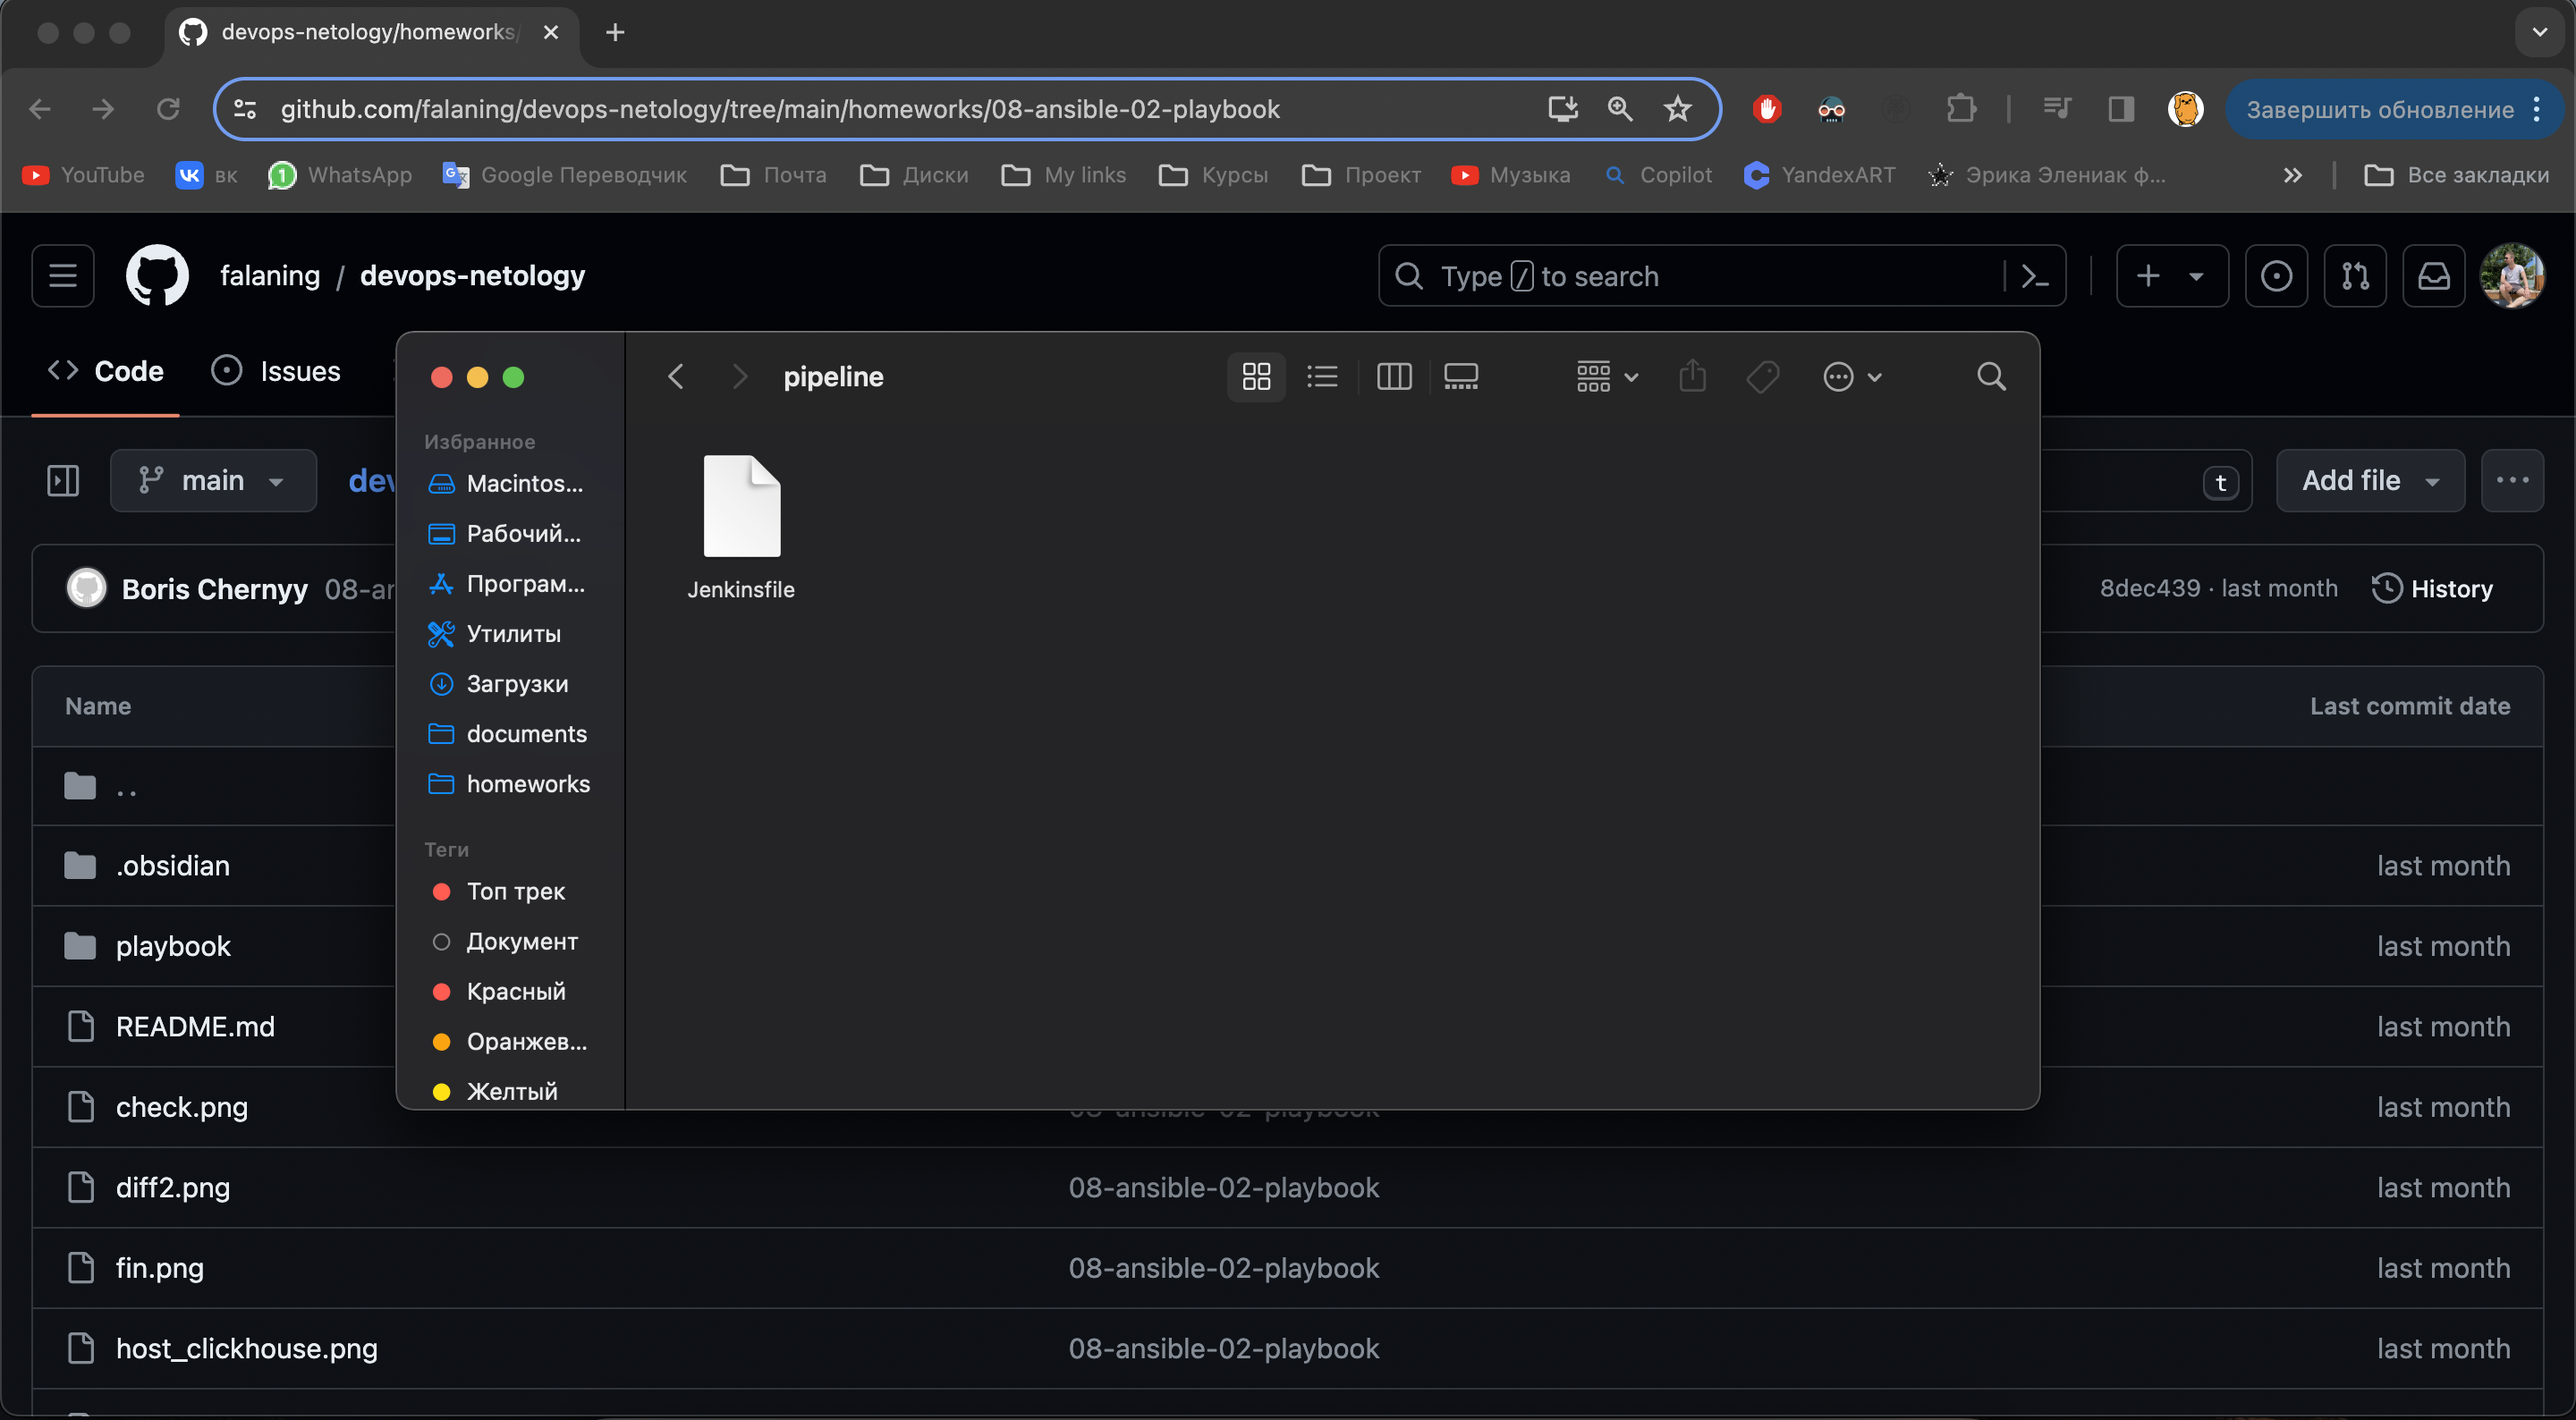 devops-netology/homeworks/
github.com/falaning/devops-netology/tree/main/homeworks/08-ansible-02-playbook
Завершить обновление
YouTube
вк
WhatsApp
Google Переводчик
Почта
Диски
My links
Курсы
Проект
Музыка
Copilot
YandexART
Эрика Элениак ф...
Все закладки
falaning / devops-netology
Type / to search
Code
Issues
pipeline
main
dev
t
Add file
Избранное
Macintos...
Рабочий...
Програм...
Утилиты
Загрузки
documents
homeworks
Теги
Топ трек
Документ
Красный
Оранжев...
Желтый
Jenkinsfile
Boris Chernyy 08-an
8dec439 · last month
History
Name
Last commit date
..
.obsidian
last month
playbook
last month
README.md
last month
check.png
08-ansible-02-playbook
last month
diff2.png
08-ansible-02-playbook
last month
fin.png
08-ansible-02-playbook
last month
host_clickhouse.png
08-ansible-02-playbook
last month